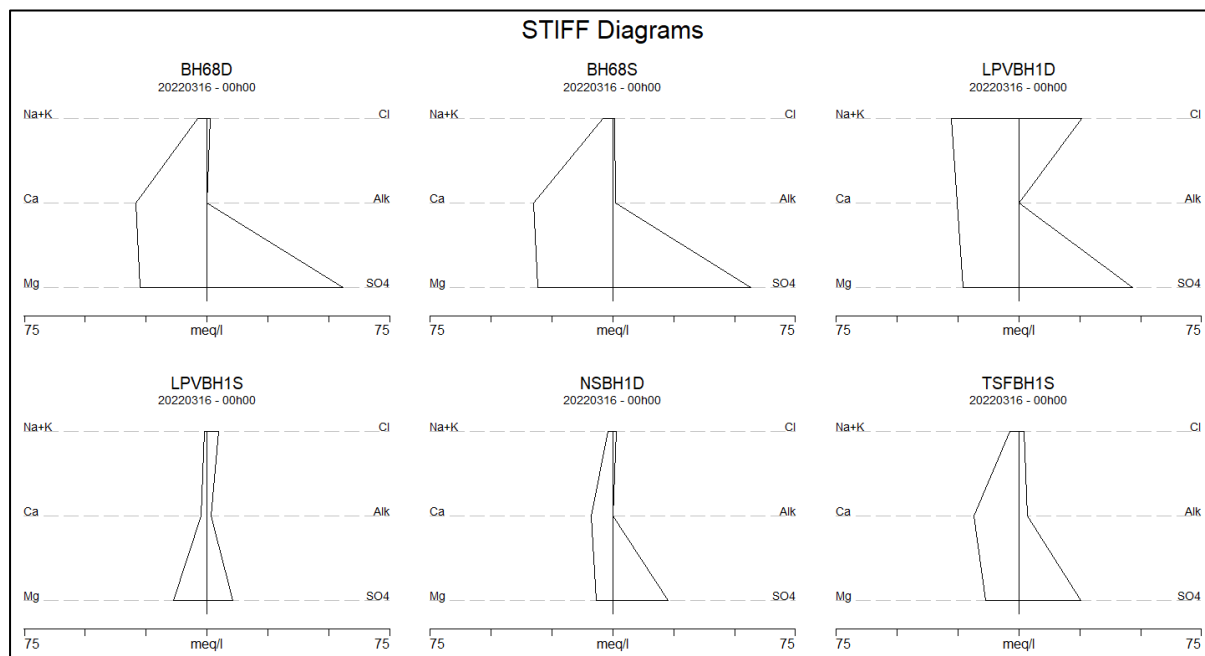 STIFF Diagrams
BH68D
20220316 - 00h00
Na+K Cl
Ca Alk
Mg SO4
75 meq/l 75
BH68S
20220316 - 00h00
Na+K Cl
Ca Alk
Mg SO4
75 meq/l 75
LPVBH1D
20220316 - 00h00
Na+K Cl
Ca Alk
Mg SO4
75 meq/l 75
LPVBH1S
20220316 - 00h00
Na+K Cl
Ca Alk
Mg SO4
75 meq/l 75
NSBH1D
20220316 - 00h00
Na+K Cl
Ca Alk
Mg SO4
75 meq/l 75
TSFBH1S
20220316 - 00h00
Na+K Cl
Ca Alk
Mg SO4
75 meq/l 75